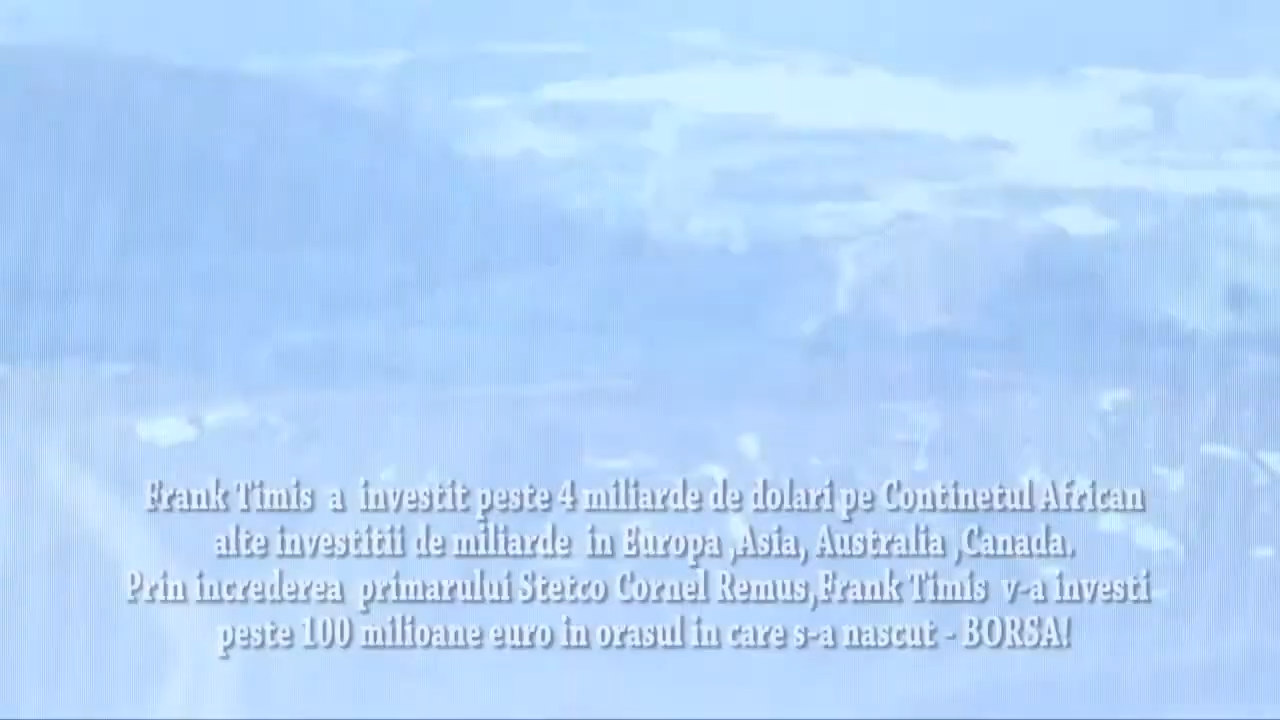 Frank Timis a investit peste 4 miliarde de dolari pe Continetul African
alte investitii de miliarde in Europa ,Asia, Australia ,Canada.
Prin increderea primarului Stetco Cornel Remus,Frank Timis v-a investi
peste 100 milioane euro in orasul in care s-a nascut - BORSA!